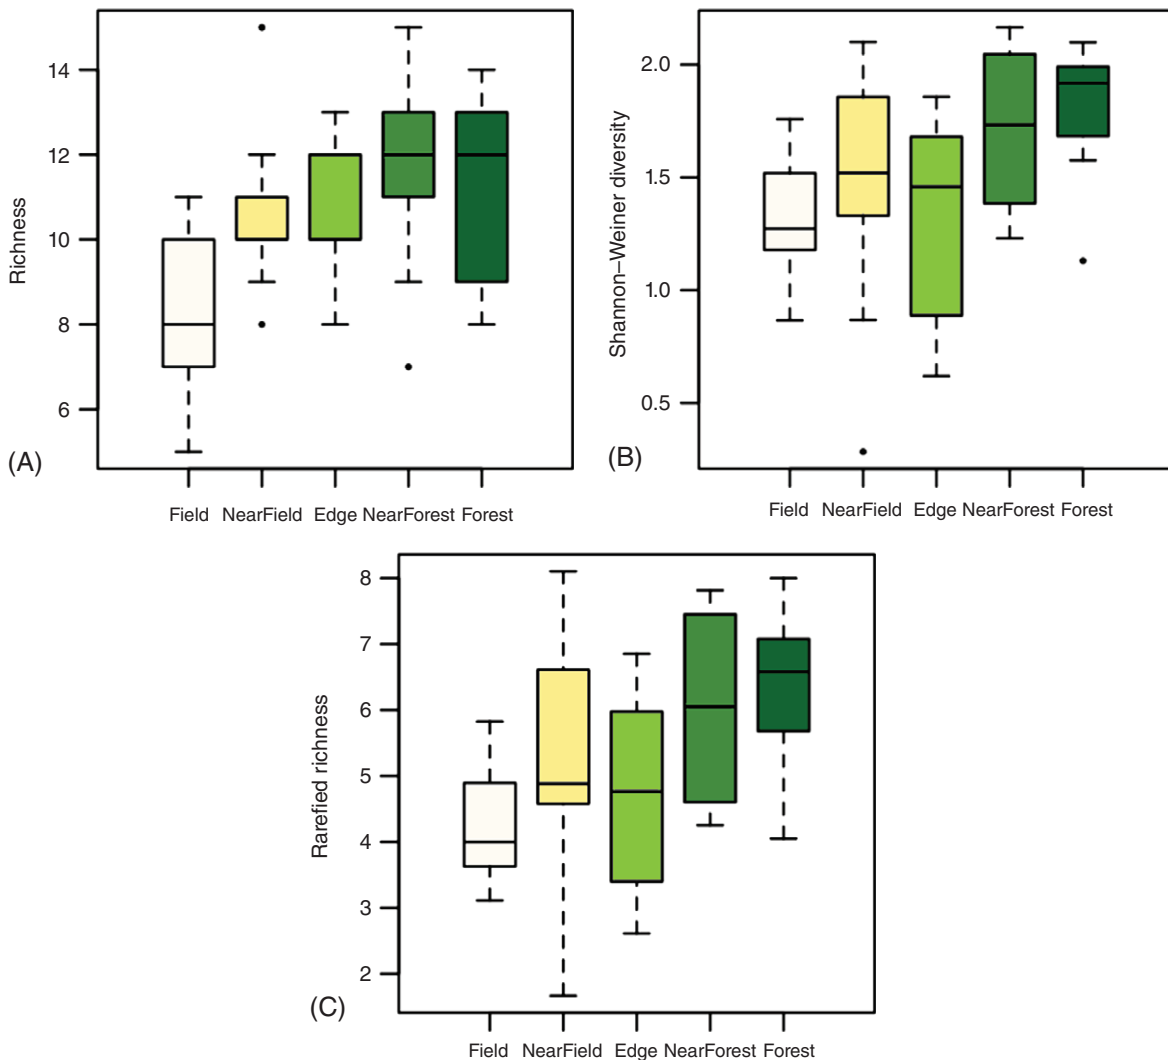 14
12
10
8
6
Richness
(A)
Field NearField Edge NearForest Forest
2.0
1.5
1.0
0.5
Shannon–Weiner diversity
(B)
Field NearField Edge NearForest Forest
8
7
6
5
4
3
2
Rarefied richness
(C)
Field NearField Edge NearForest Forest